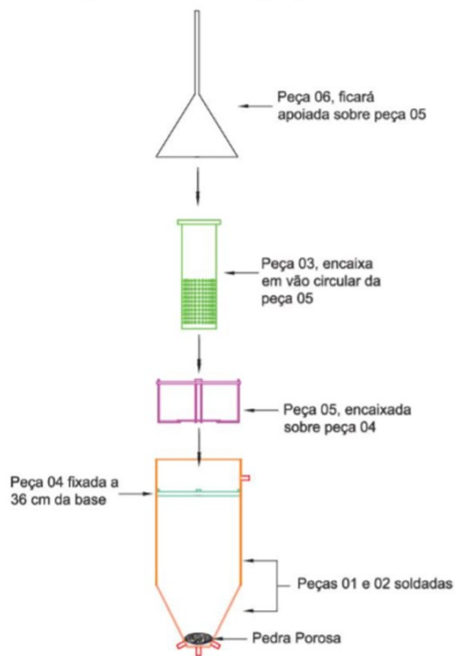 Peça 06, ficará
apoiada sobre peça 05
Peça 03, encaixa
em vão circular da
peça 05
Peça 05, encaixada
sobre peça 04
Peça 04 fixada a
36 cm da base
Peças 01 e 02 soldadas
Pedra Porosa